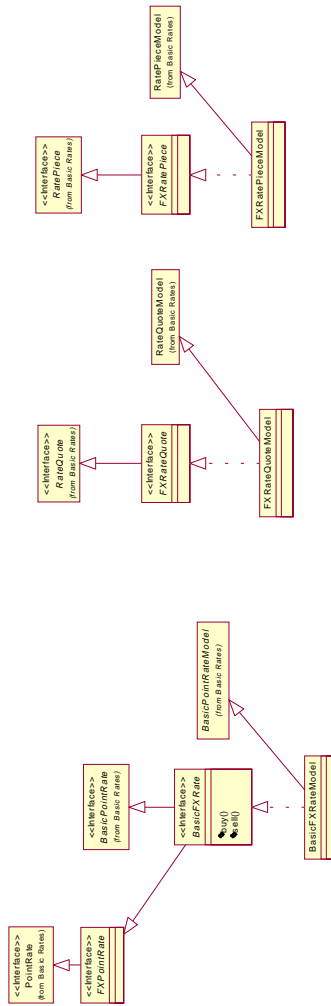 <<Interface>>
PointRate
(from Basic Rates)
<<Interface>>
FXPointRate
<<Interface>>
BasicPointRate
(from Basic Rates)
<<Interface>>
BasicFXRate
buy()
sell()
BasicPointRateModel
(from Basic Rates)
BasicFXRateModel
<<Interface>>
RateQuote
(from Basic Rates)
<<Interface>>
FXRateQuote
RateQuoteModel
(from Basic Rates)
FXRateQuoteModel
<<Interface>>
RatePiece
(from Basic Rates)
<<Interface>>
FXRatePiece
RatePieceModel
(from Basic Rates)
FXRatePieceModel